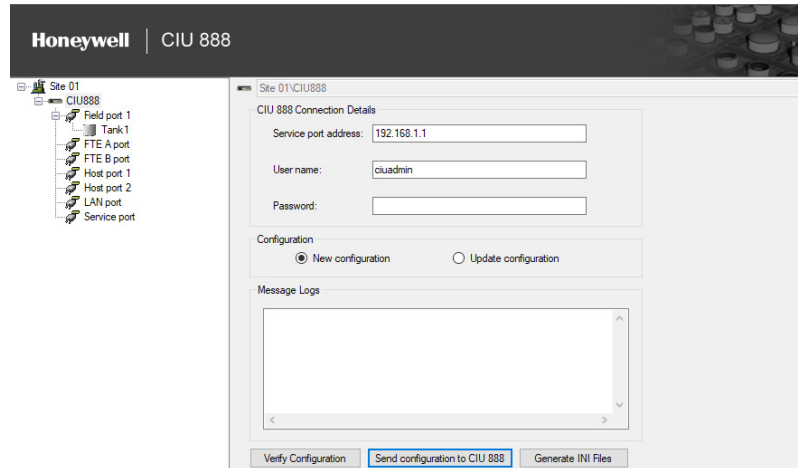 Honeywell | CIU 888
Site 01
CIU888
Field port 1
Tank1
FTE A port
FTE B port
Host port 1
Host port 2
LAN port
Service port
Site 01\CIU888
CIU 888 Connection Details
Service port address: 192.168.1.1
User name: ciuadmin
Password:
Configuration
New configuration Update configuration
Message Logs
Verify Configuration Send configuration to CIU 888 Generate INI Files